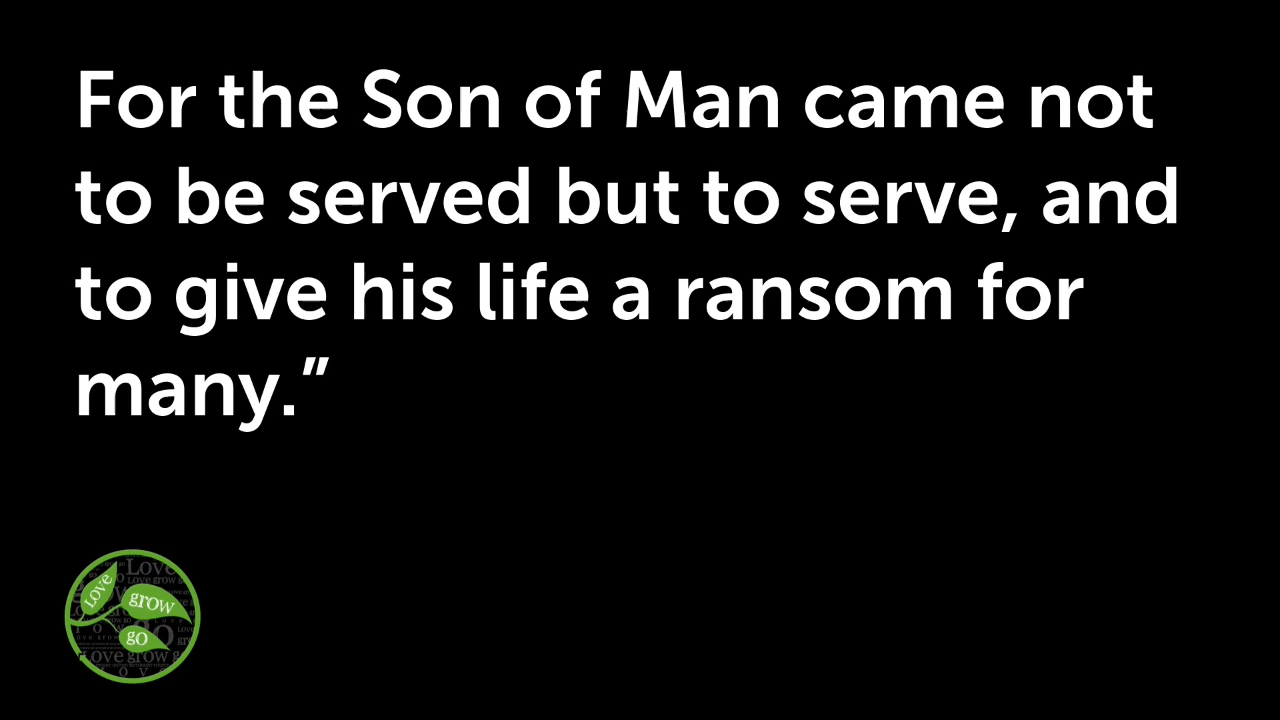 For the Son of Man came not
to be served but to serve, and
to give his life a ransom for
many.”
Love
grow
go